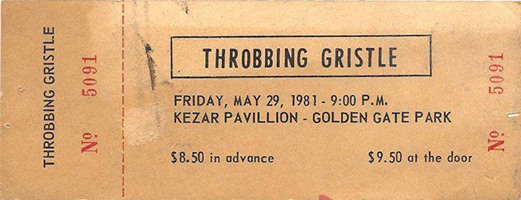 THROBBING GRISTLE
Nº 5091
THROBBING GRISTLE
FRIDAY, MAY 29, 1981 - 9:00 P.M.
KEZAR PAVILLION - GOLDEN GATE PARK
$8.50 in advance $9.50 at the door
Nº 5091